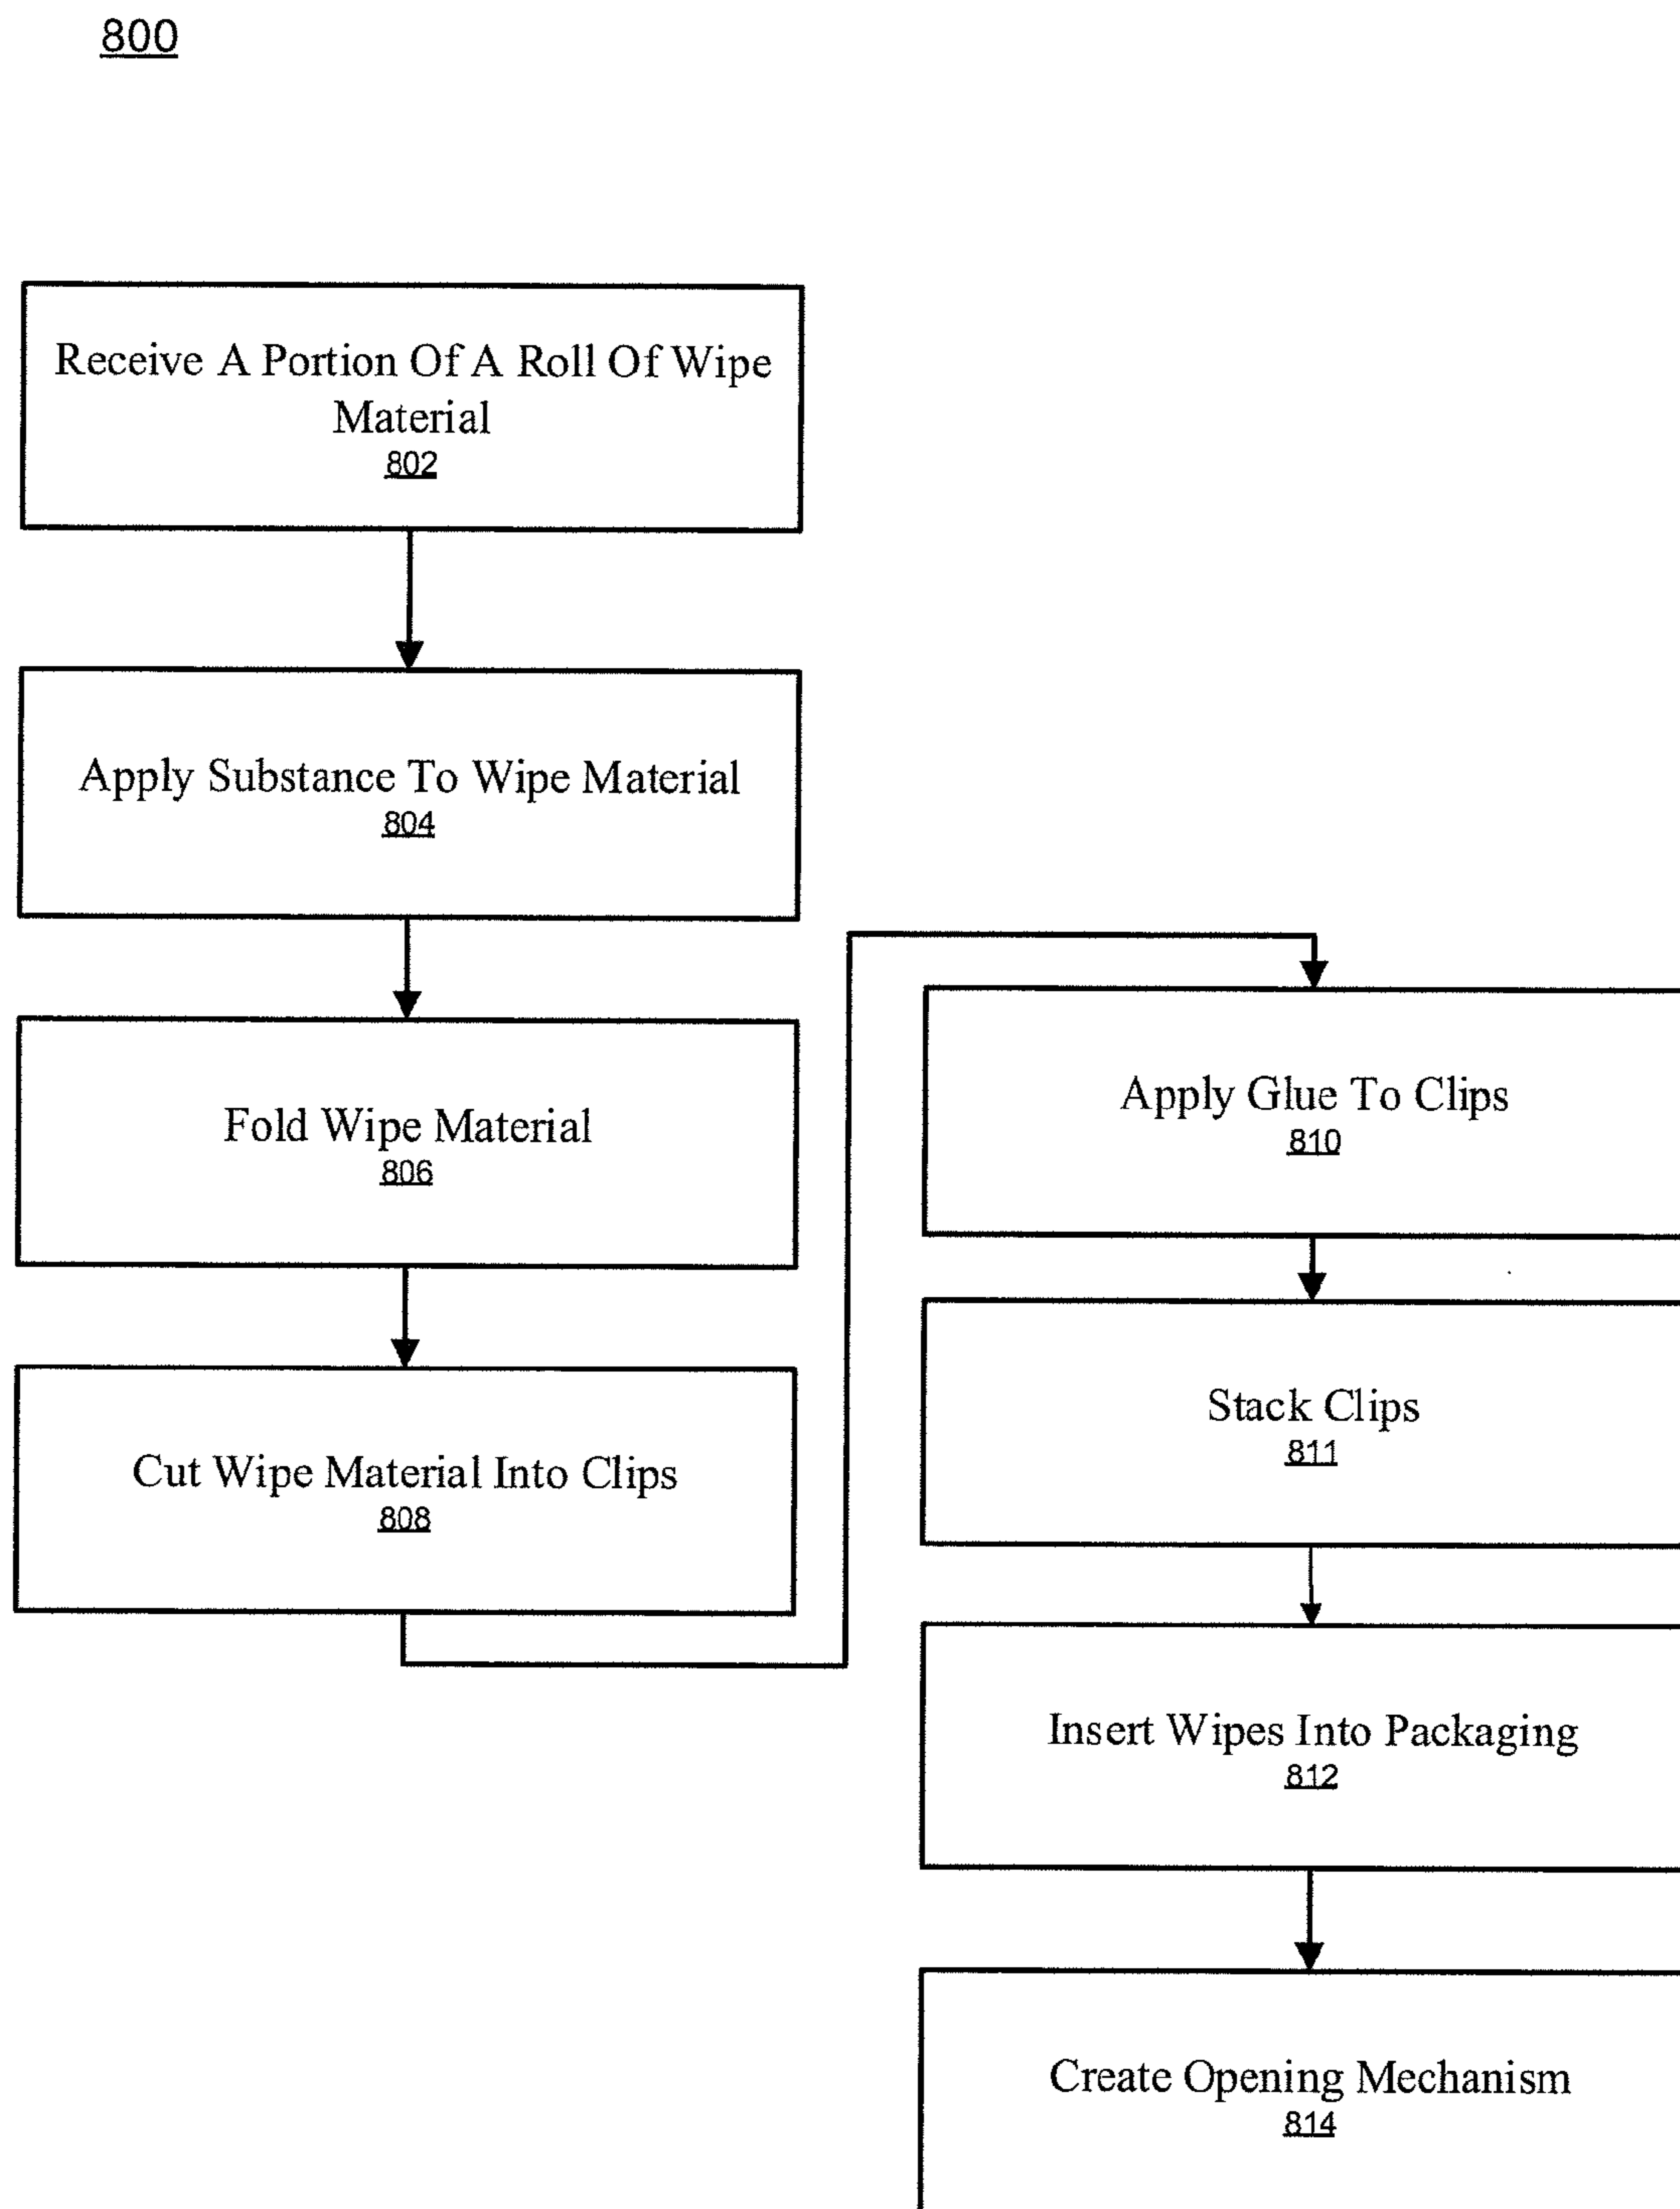 800
Receive A Portion Of A Roll Of Wipe
Material
802
Apply Substance To Wipe Material
804
Fold Wipe Material
806
Cut Wipe Material Into Clips
808
Apply Glue To Clips
810
Stack Clips
811
Insert Wipes Into Packaging
812
Create Opening Mechanism
814